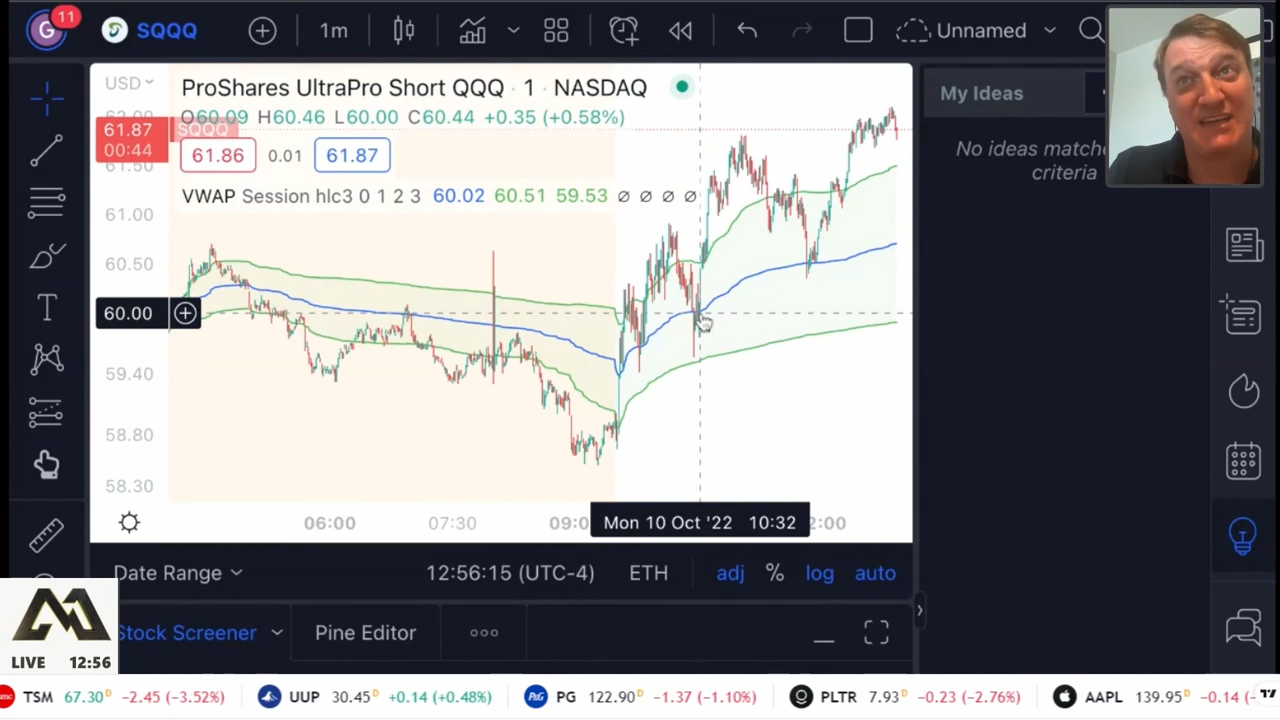 G 11 SQQQ 1m Unnamed
USD
ProShares UltraPro Short QQQ · 1 · NASDAQ
O60.09 H60.46 L60.00 C60.44 +0.35 (+0.58%)
My Ideas
61.87 SQQQ
00:44
61.86 0.01 61.87
No ideas match
criteria
61.50
VWAP Session hlc3 0 1 2 3 60.02 60.51 59.53 ∅ ∅ ∅ ∅
61.00
60.50
60.00
59.40
58.80
58.30
06:00 07:30 09:0 Mon 10 Oct '22 10:32 2:00
Date Range 12:56:15 (UTC-4) ETH adj % log auto
Stock Screener Pine Editor
LIVE 12:56
TSM 67.30 D -2.45 (-3.52%) UUP 30.45 D +0.14 (+0.48%) PG 122.90 D -1.37 (-1.10%) PLTR 7.93 D -0.23 (-2.76%) AAPL 139.95 D -0.14 (-